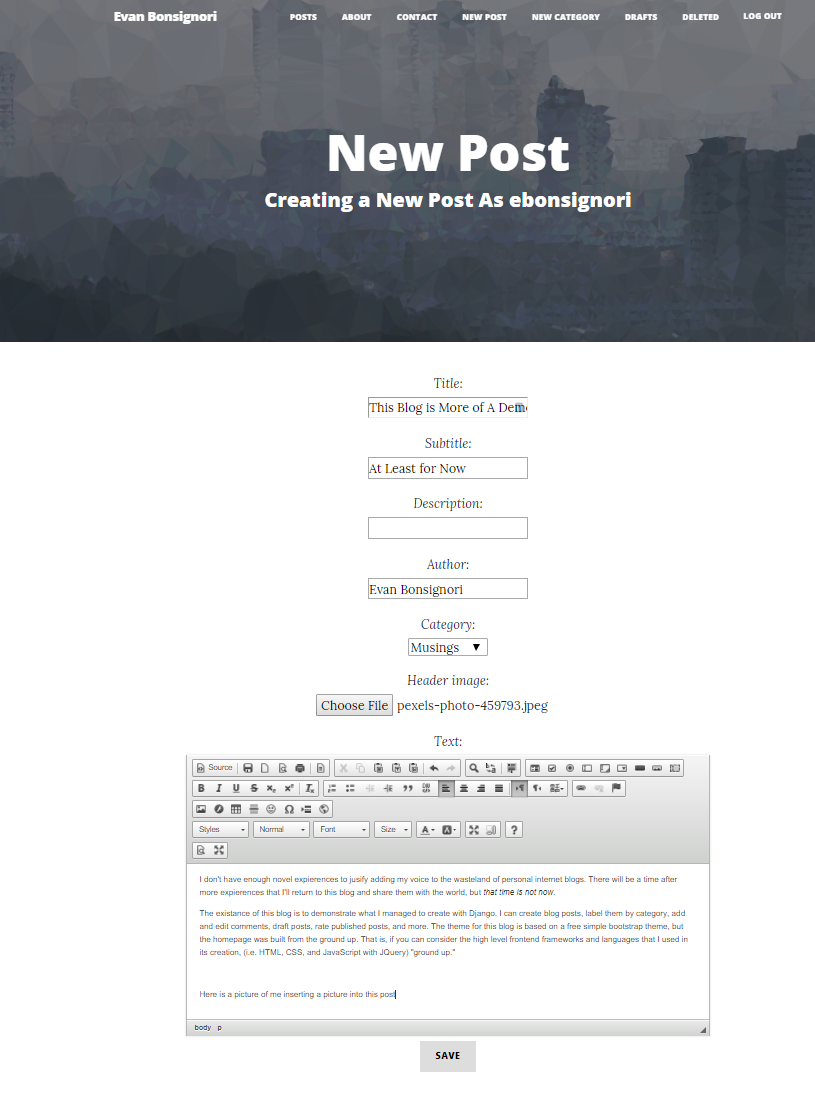 Evan Bonsignori POSTS ABOUT CONTACT NEW POST NEW CATEGORY DRAFTS DELETED LOG OUT
New Post
Creating a New Post As ebonsignori
Title:
This Blog is More of A Dem
Subtitle:
At Least for Now
Description:
Author:
Evan Bonsignori
Category:
Musings
Header image:
Choose File pexels-photo-459793.jpeg
Text:
Source
Styles Normal Font Size
I don't have enough novel expierences to jusify adding my voice to the wasteland of personal internet blogs. There will be a time after
more expierences that I'll return to this blog and share them with the world, but that time is not now.
The existance of this blog is to demonstrate what I managed to create with Django. I can create blog posts, label them by category, add
and edit comments, draft posts, rate published posts, and more. The theme for this blog is based on a free simple bootstrap theme, but
the homepage was built from the ground up. That is, if you can consider the high level frontend frameworks and languages that I used in
its creation, (i.e. HTML, CSS, and JavaScript with JQuery) "ground up."
Here is a picture of me inserting a picture into this post
body p
SAVE